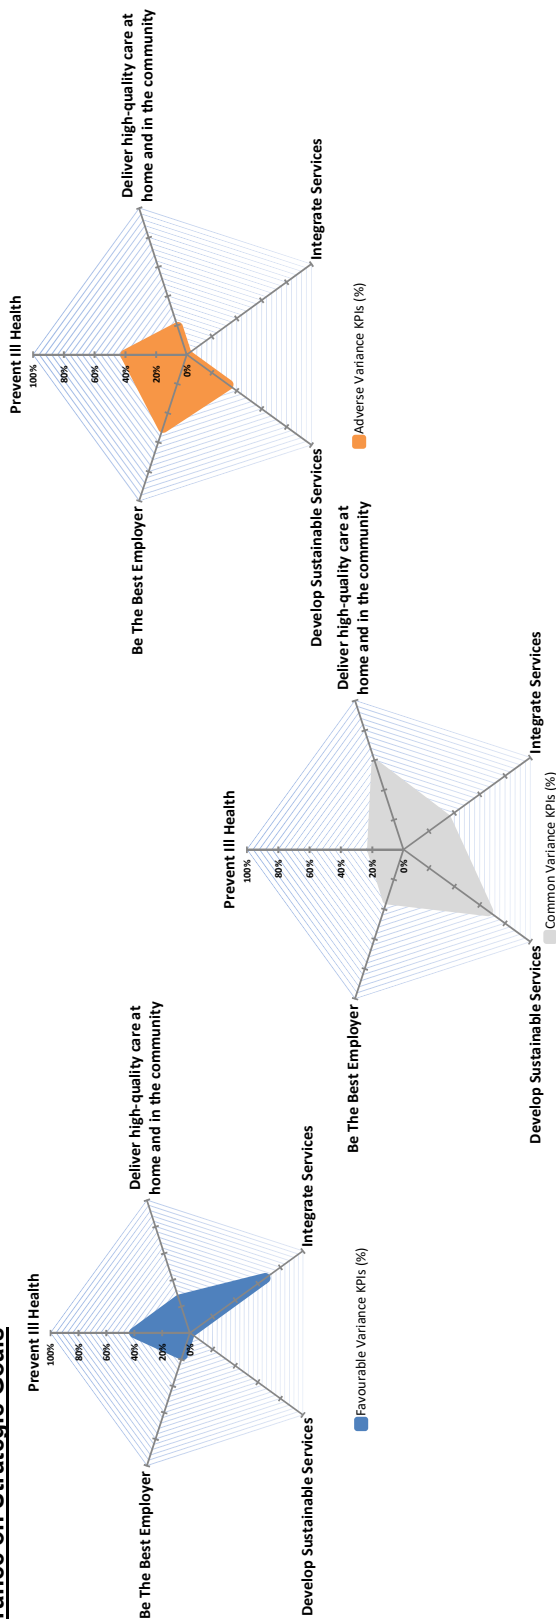 on Strategic Goals
Prevent Ill Health
100%
80%
60%
40%
20%
0%
Deliver high-quality care at
home and in the community
Integrate Services
Develop Sustainable Services
Be The Best Employer
Favourable Variance KPIs (%)
Prevent Ill Health
100%
80%
60%
40%
20%
0%
Deliver high-quality care at
home and in the community
Integrate Services
Develop Sustainable Services
Be The Best Employer
Common Variance KPIs (%)
Prevent Ill Health
100%
80%
60%
40%
20%
0%
Deliver high-quality care at
home and in the community
Integrate Services
Develop Sustainable Services
Be The Best Employer
Adverse Variance KPIs (%)